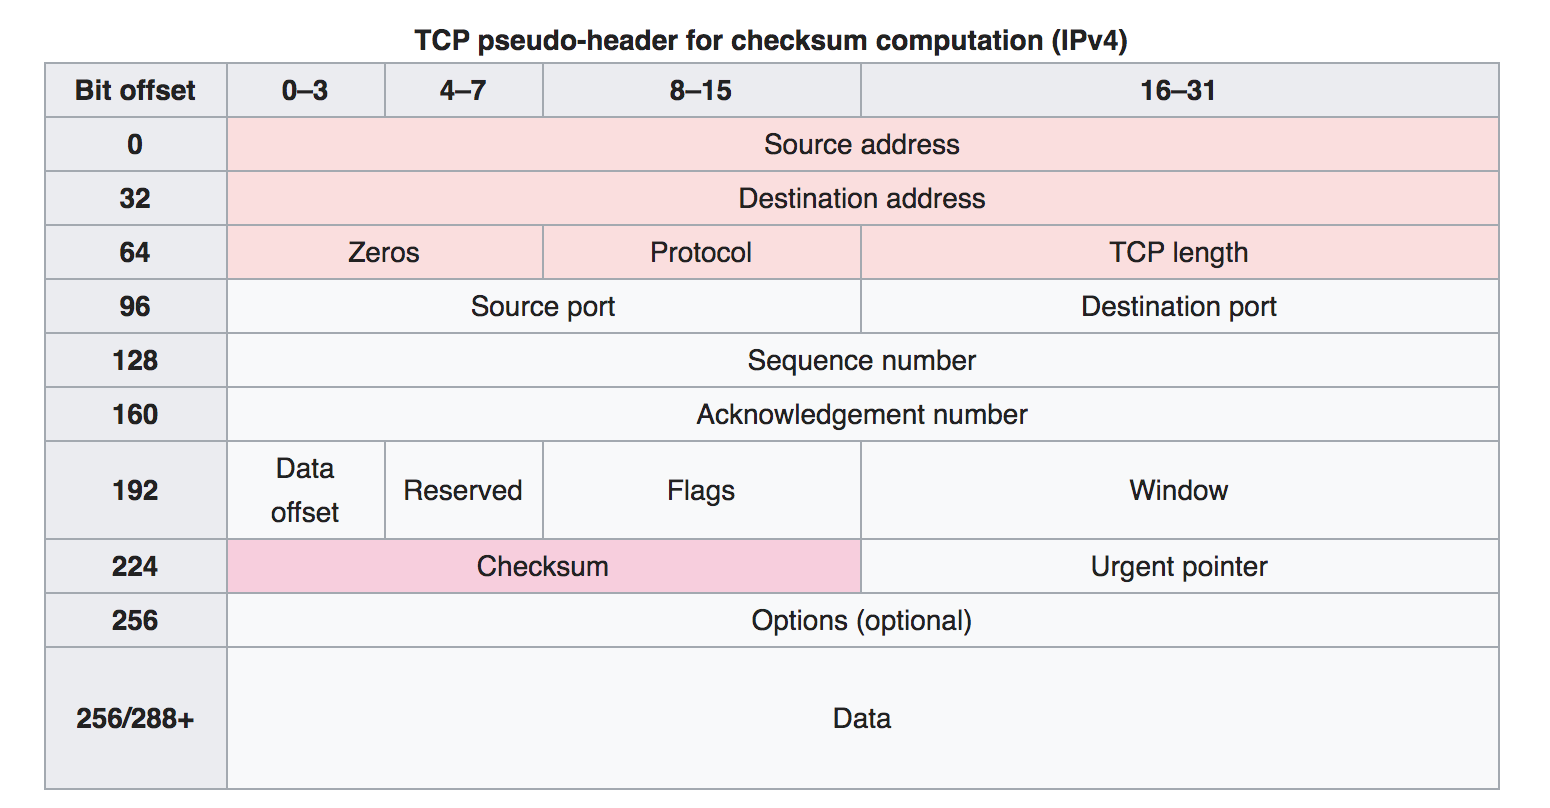 TCP pseudo-header for checksum computation (IPv4)
Bit offset 0–3 4–7 8–15 16–31
0 Source address
32 Destination address
64 Zeros Protocol TCP length
96 Source port Destination port
128 Sequence number
160 Acknowledgement number
192 Data offset Reserved Flags Window
224 Checksum Urgent pointer
256 Options (optional)
256/288+ Data